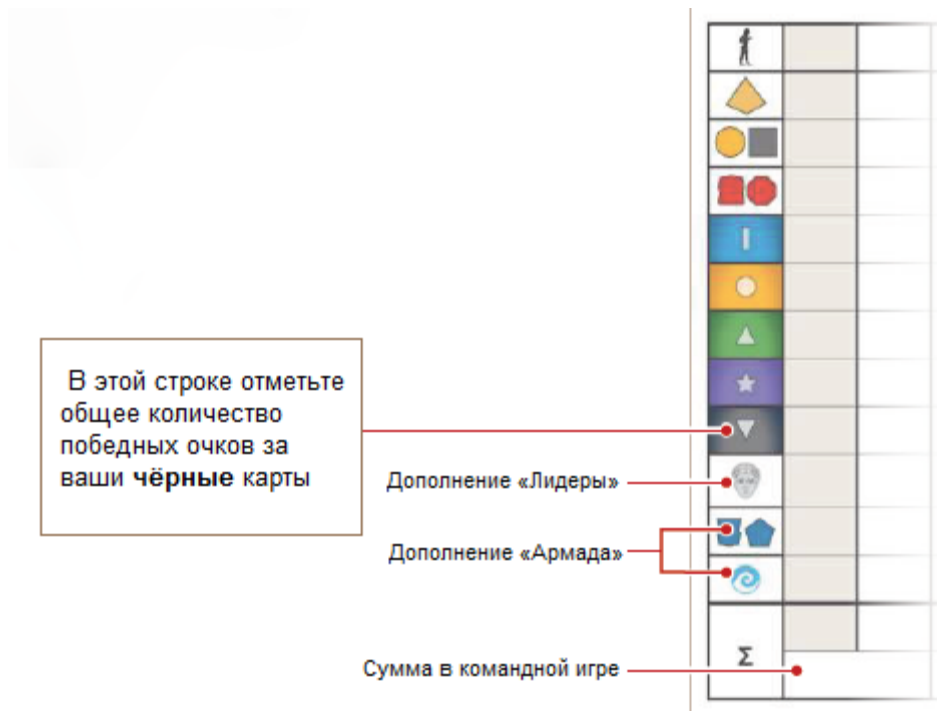 В этой строке отметьте
общее количество
победных очков за
ваши чёрные карты
Дополнение «Лидеры»
Дополнение «Армада»
Σ
Сумма в командной игре